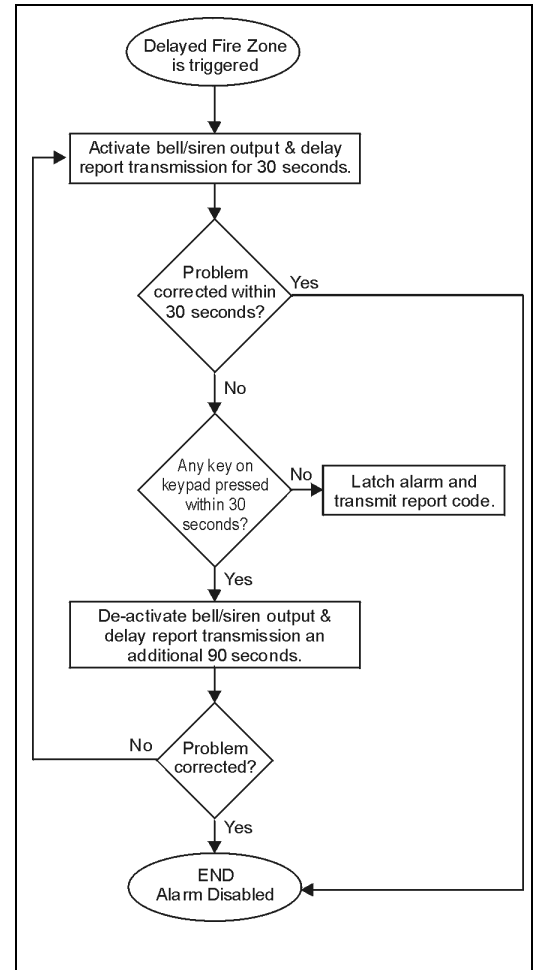 Delayed Fire Zone
is triggered
Activate bell/siren output & delay
report transmission for 30 seconds.
Problem
corrected within
30 seconds?
Yes
No
Any key on
keypad pressed
within 30
seconds?
No
Latch alarm and
transmit report code.
Yes
De-activate bell/siren output &
delay report transmission an
additional 90 seconds.
No
Problem
corrected?
Yes
END
Alarm Disabled